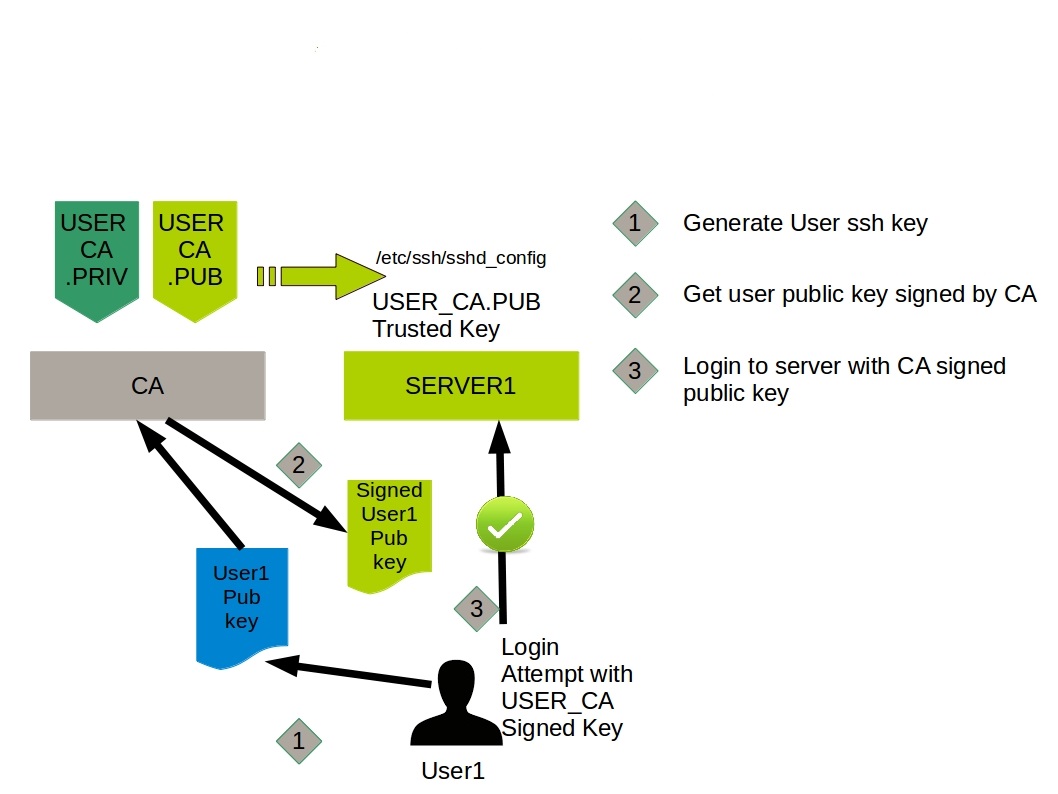 USER
CA
.PRIV
USER
CA
.PUB
/etc/ssh/sshd_config
USER_CA.PUB
Trusted Key
1
Generate User ssh key
2
Get user public key signed by CA
3
Login to server with CA signed
public key
CA
SERVER1
2
Signed
User1
Pub
key
User1
Pub
key
3
Login
Attempt with
USER_CA
Signed Key
1
User1